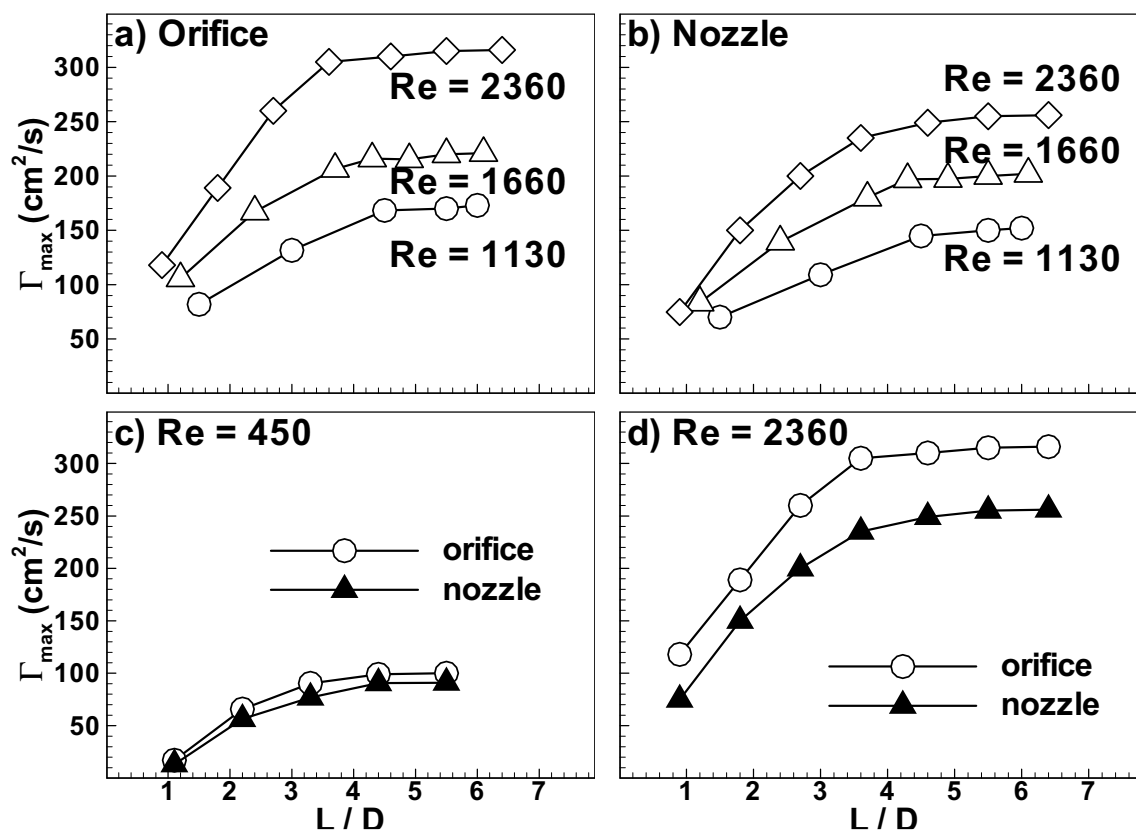 a) Orifice
300
250
200
150
100
50
Γmax (cm²/s)
Re = 2360
Re = 1660
Re = 1130
b) Nozzle
Re = 2360
Re = 1660
Re = 1130
c) Re = 450
300
250
200
150
100
50
Γmax (cm²/s)
orifice
nozzle
1 2 3 4 5 6 7
L / D
d) Re = 2360
orifice
nozzle
1 2 3 4 5 6 7
L / D